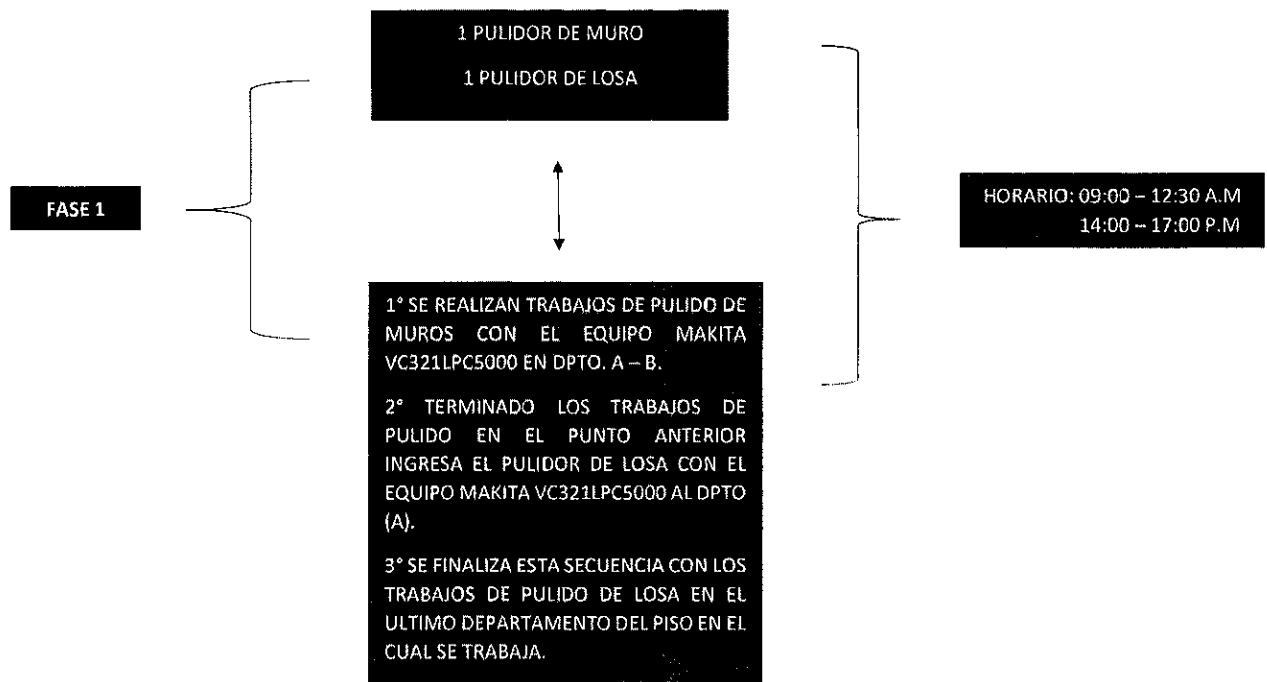 1 PULIDOR DE MURO
1 PULIDOR DE LOSA
FASE 1
HORARIO: 09:00 – 12:30 A.M
14:00 – 17:00 P.M
1° SE REALIZAN TRABAJOS DE PULIDO DE
MUROS CON EL EQUIPO MAKITA
VC321LPC5000 EN DPTO. A – B.
2° TERMINADO LOS TRABAJOS DE
PULIDO EN EL PUNTO ANTERIOR
INGRESA EL PULIDOR DE LOSA CON EL
EQUIPO MAKITA VC321LPC5000 AL DPTO
(A).
3° SE FINALIZA ESTA SECUENCIA CON LOS
TRABAJOS DE PULIDO DE LOSA EN EL
ULTIMO DEPARTAMENTO DEL PISO EN EL
CUAL SE TRABAJA.